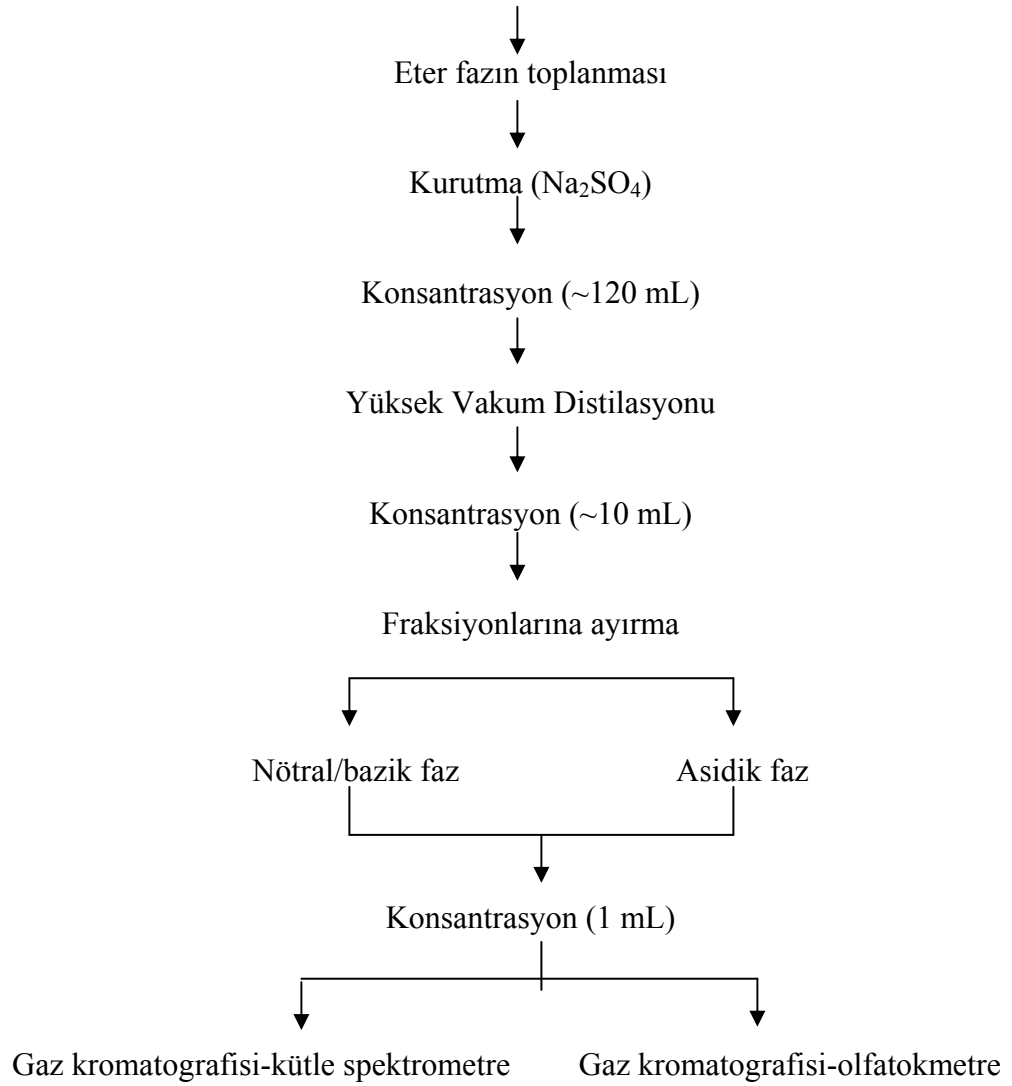 Eter fazın toplanması
Kurutma (Na₂SO₄)
Konsantrasyon (~120 mL)
Yüksek Vakum Distilasyonu
Konsantrasyon (~10 mL)
Fraksiyonlarına ayırma
Nötral/bazik faz Asidik faz
Konsantrasyon (1 mL)
Gaz kromatografisi-kütle spektrometre Gaz kromatografisi-olfatokmetre